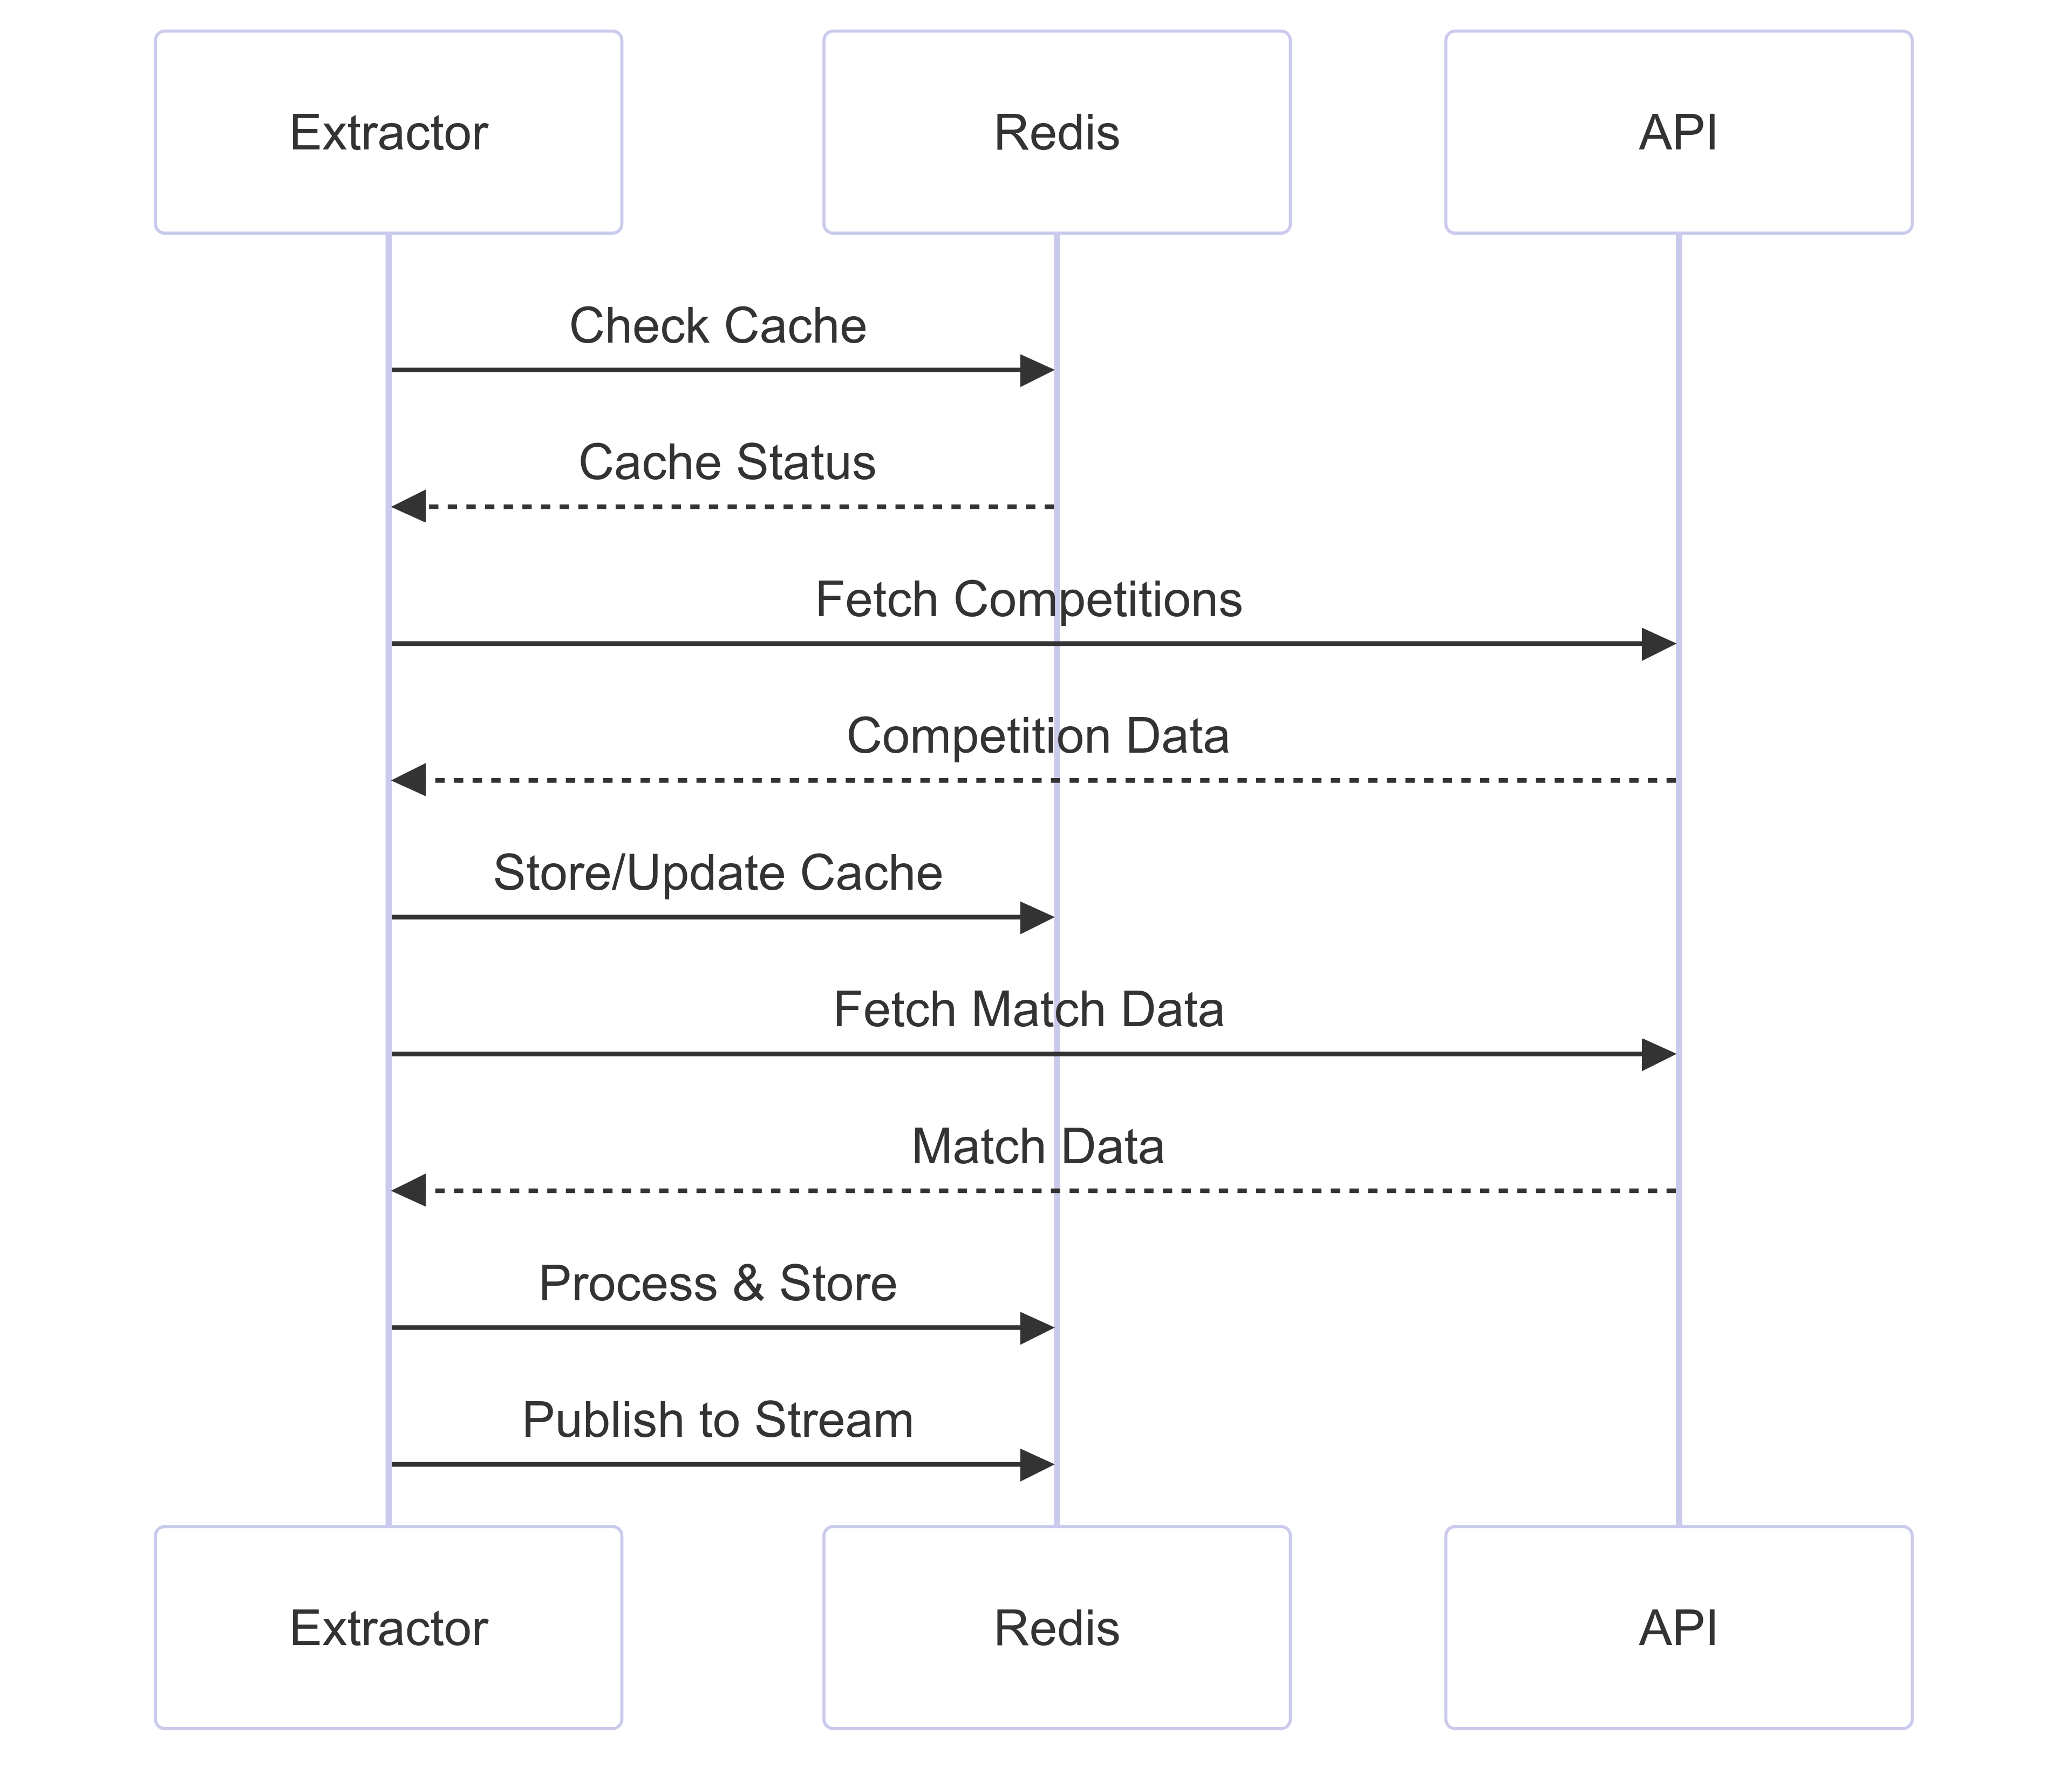 Extractor
Redis
API
Check Cache
Cache Status
Fetch Competitions
Competition Data
Store/Update Cache
Fetch Match Data
Match Data
Process & Store
Publish to Stream
Extractor
Redis
API